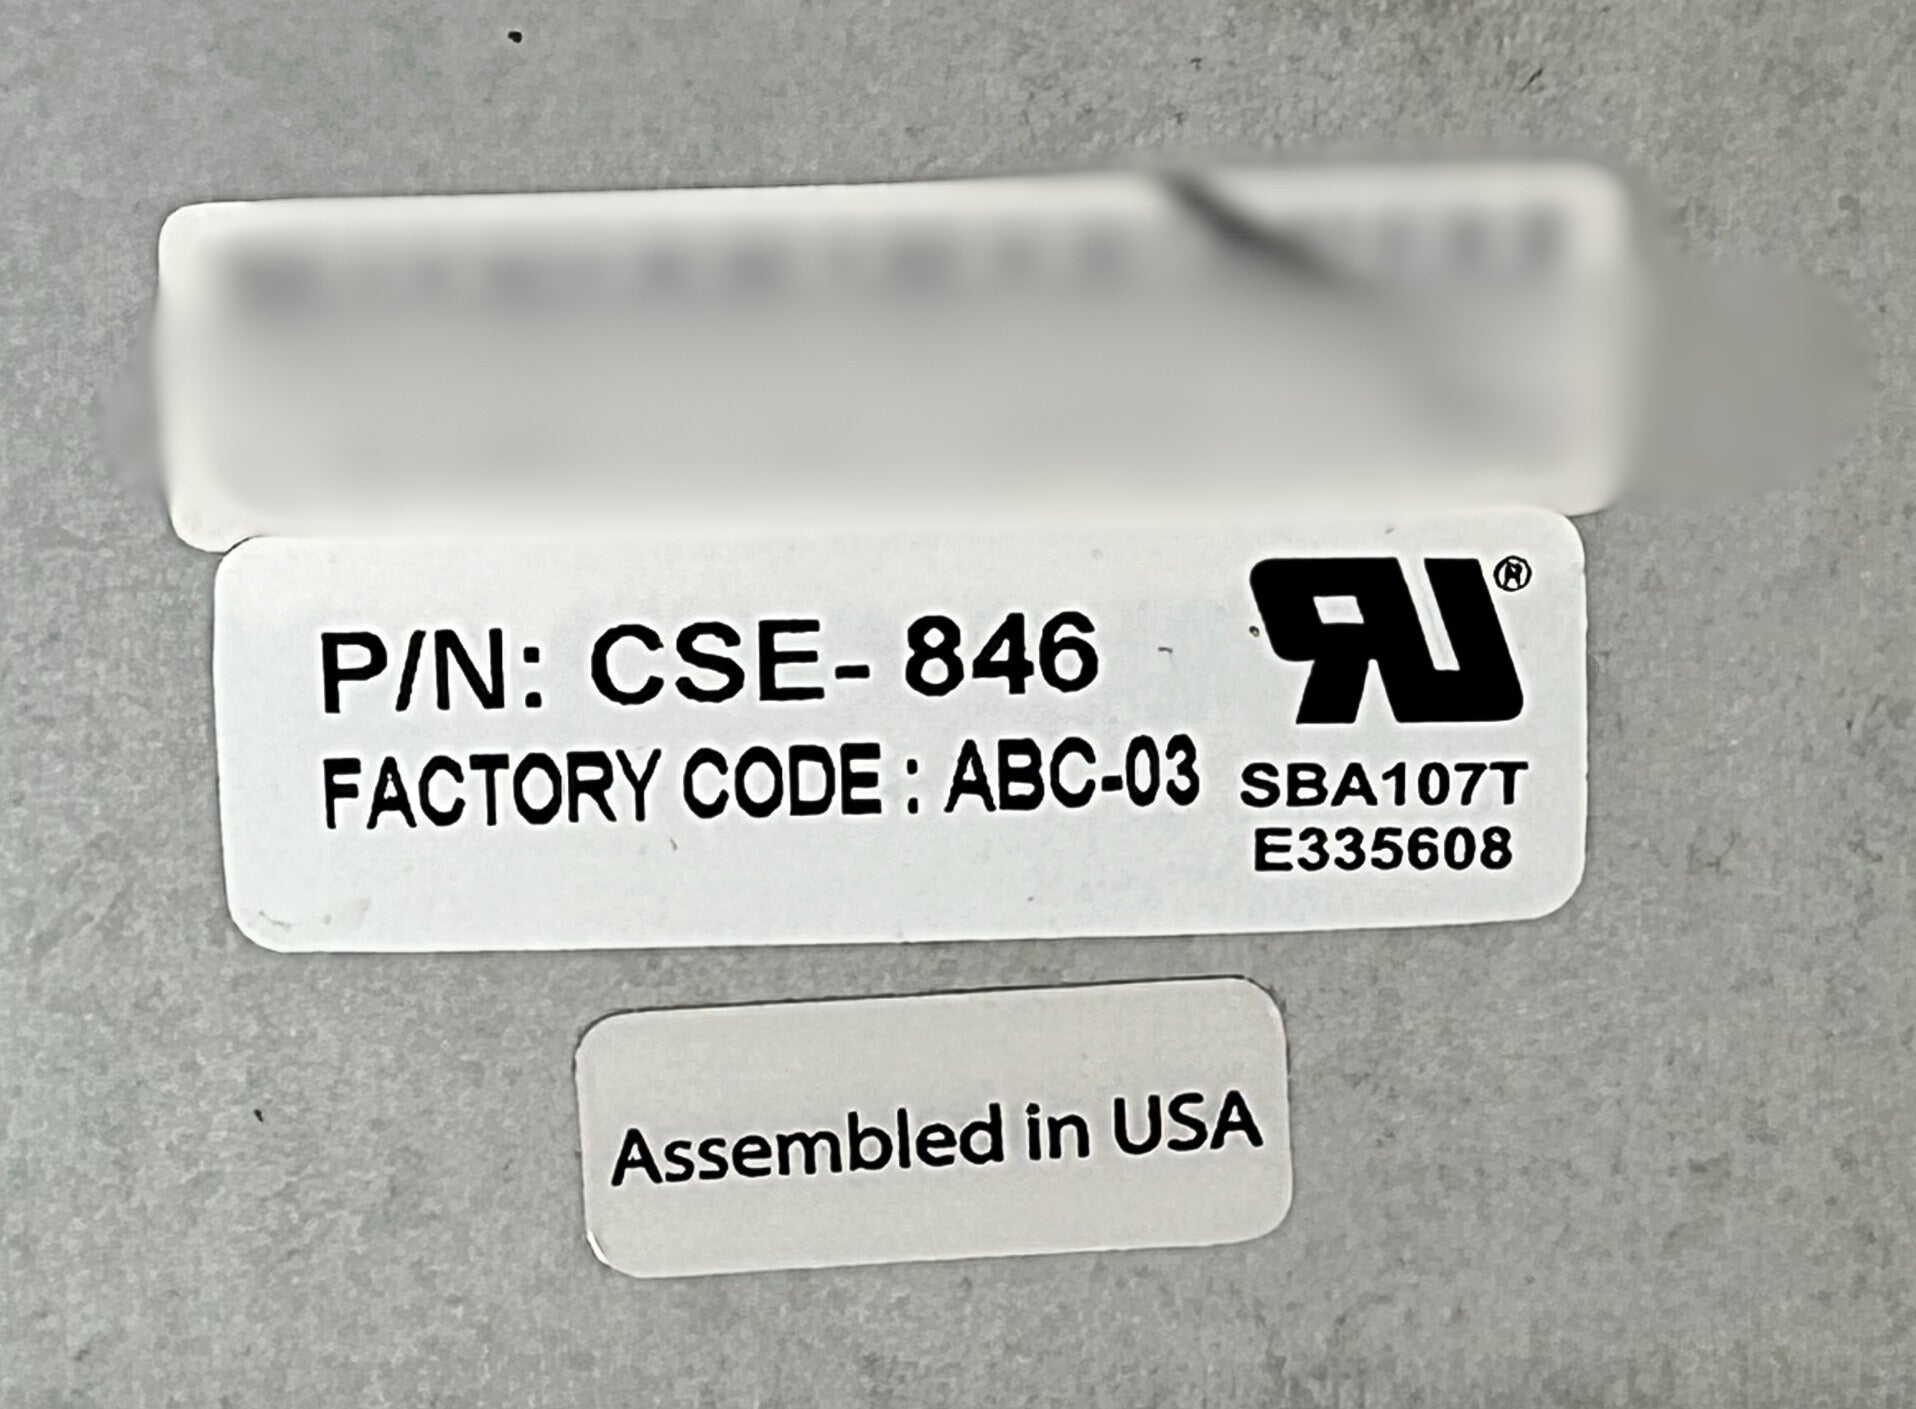 P/N: CSE- 846
FACTORY CODE : ABC-03
®
SBA107T
E335608
Assembled in USA